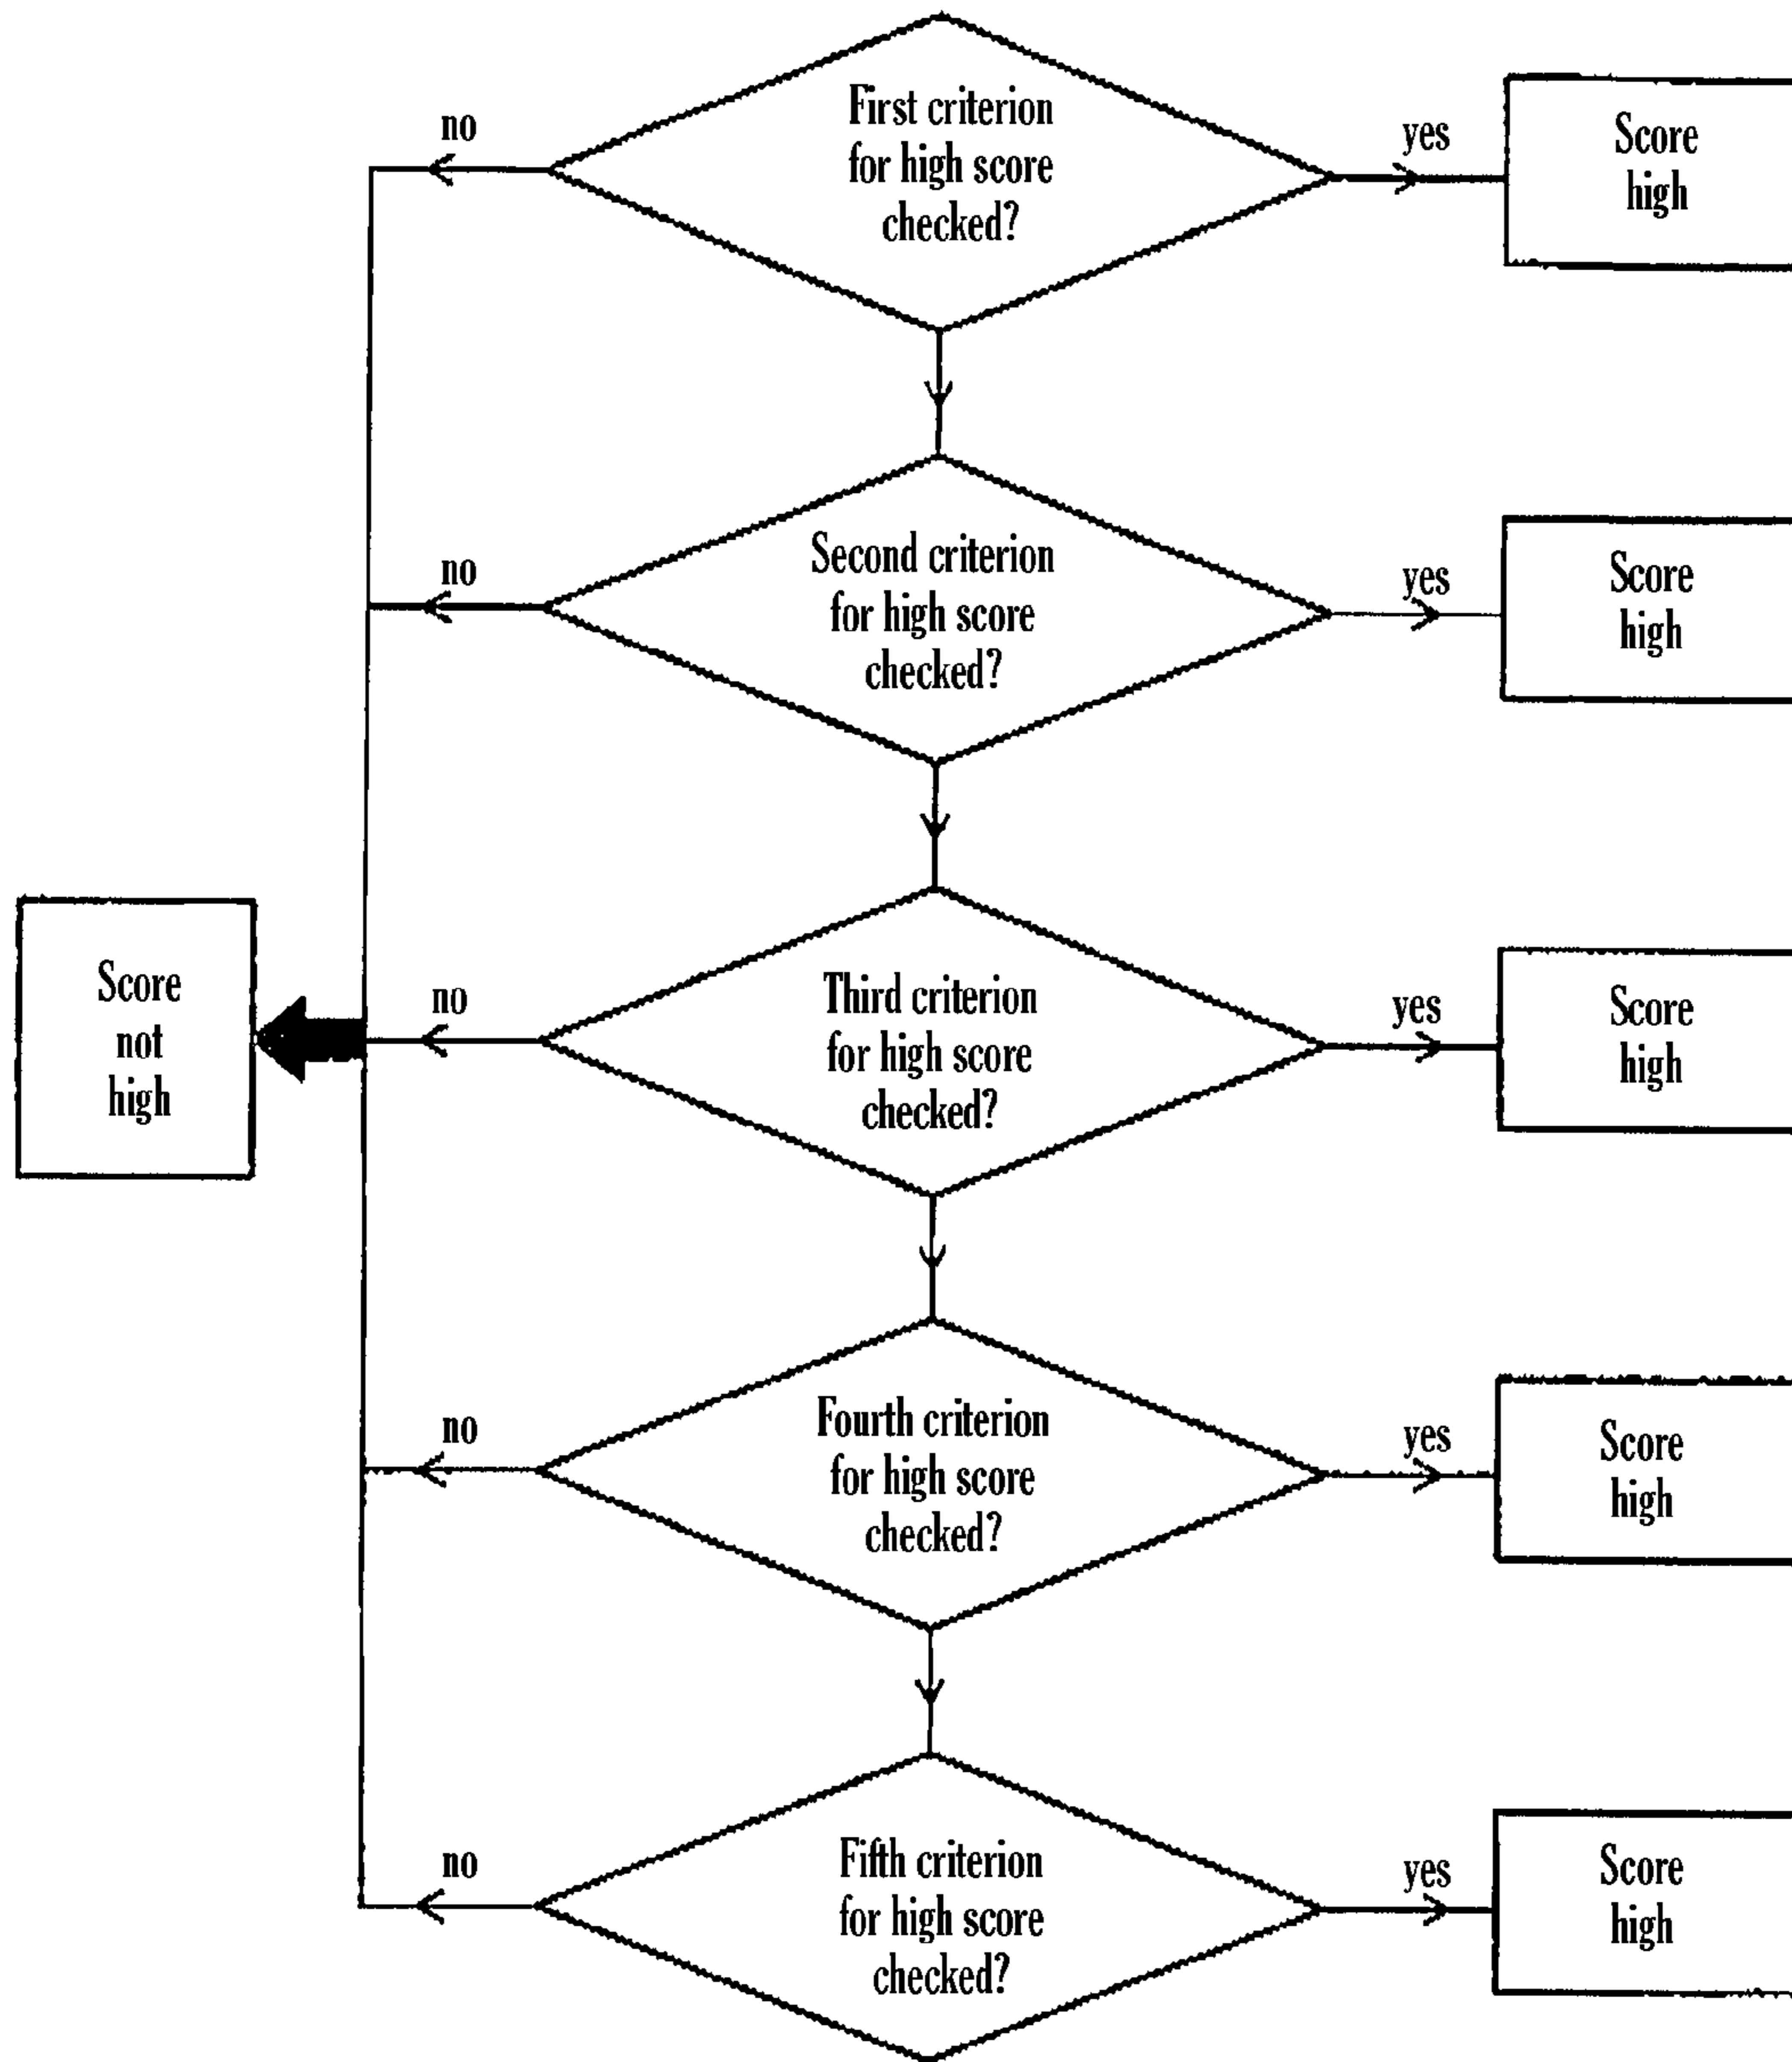 First criterion
for high score
checked?
no
yes
Score
high
Second criterion
for high score
checked?
no
yes
Score
high
Score
not
high
Third criterion
for high score
checked?
no
yes
Score
high
Fourth criterion
for high score
checked?
no
yes
Score
high
Fifth criterion
for high score
checked?
no
yes
Score
high